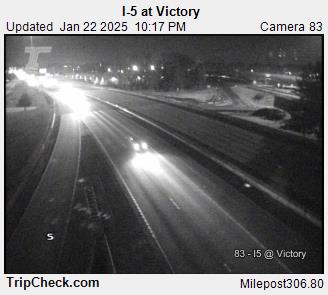 I-5 at Victory
Updated  Jan 22 2025  10:17 PM
Camera 83
S
83 - I5 @ Victory
TripCheck.com
Milepost306.80